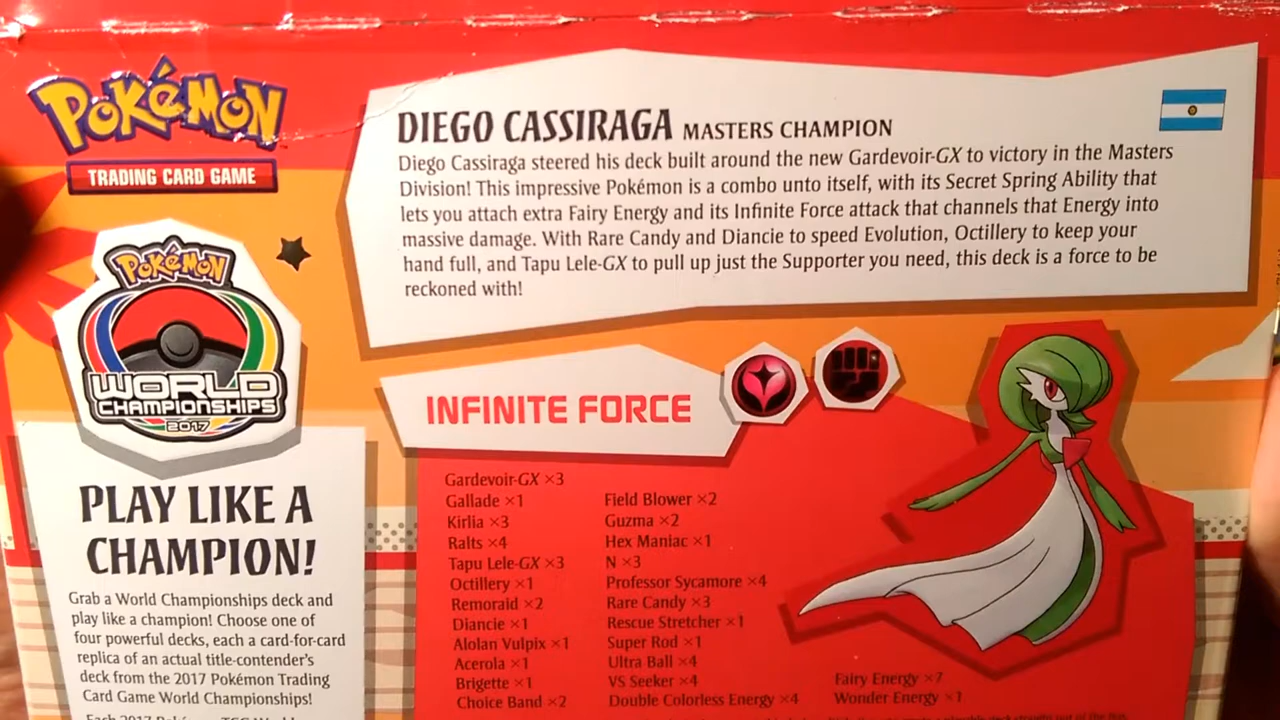 POKéMON
TRADING CARD GAME
DIEGO CASSIRAGA MASTERS CHAMPION
Diego Cassiraga steered his deck built around the new Gardevoir-GX to victory in the Masters
Division! This impressive Pokémon is a combo unto itself, with its Secret Spring Ability that
lets you attach extra Fairy Energy and its Infinite Force attack that channels that Energy into
massive damage. With Rare Candy and Diancie to speed Evolution, Octillery to keep your
hand full, and Tapu Lele-GX to pull up just the Supporter you need, this deck is a force to be
reckoned with!
POKéMON
WORLD
CHAMPIONSHIPS
2017
PLAY LIKE A
CHAMPION!
Grab a World Championships deck and
play like a champion! Choose one of
four powerful decks, each a card-for-card
replica of an actual title-contender's
deck from the 2017 Pokémon Trading
Card Game World Championships!
INFINITE FORCE
Gardevoir-GX ×3
Gallade ×1
Kirlia ×3
Ralts ×4
Tapu Lele-GX ×3
Octillery ×1
Remoraid ×2
Diancie ×1
Alolan Vulpix ×1
Acerola ×1
Brigette ×1
Choice Band ×2
Field Blower ×2
Guzma ×2
Hex Maniac ×1
N ×3
Professor Sycamore ×4
Rare Candy ×3
Rescue Stretcher ×1
Super Rod ×1
Ultra Ball ×4
VS Seeker ×4
Double Colorless Energy ×4
Fairy Energy ×7
Wonder Energy ×1